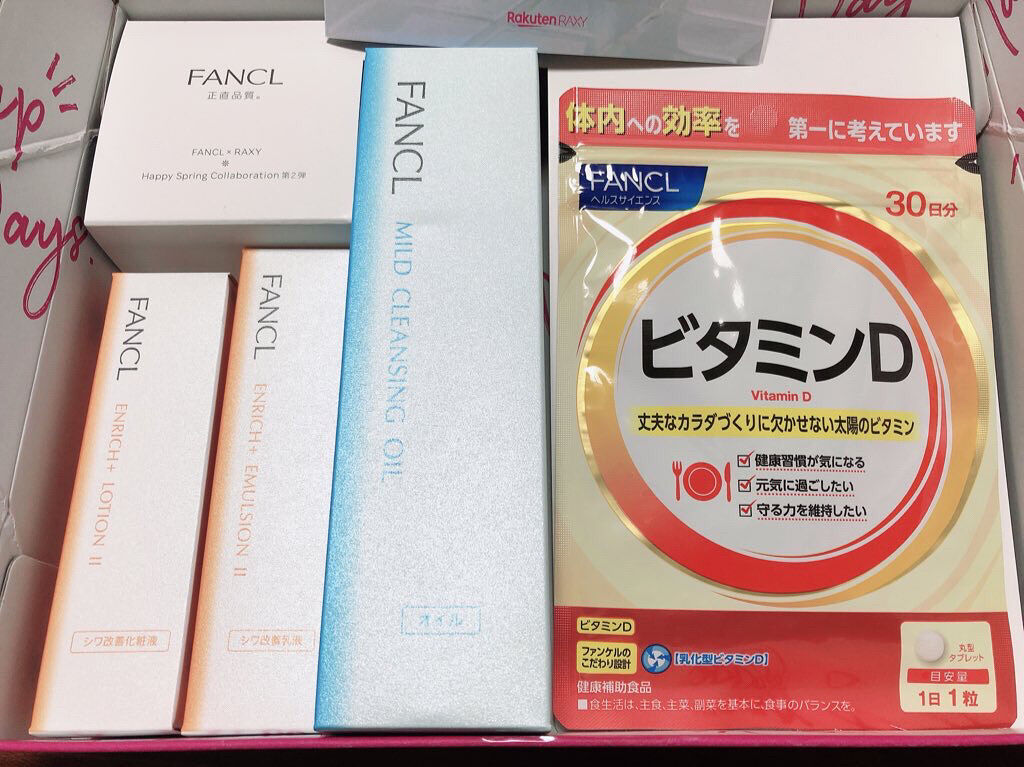 Rakuten RAXY
FANCL
正直品質。
FANCL × RAXY
Happy Spring Collaboration 第2弾
FANCL
ENRICH+ LOTION II
シワ改善化粧液
FANCL
ENRICH+ EMULSION II
シワ改善乳液
FANCL
MILD CLEANSING OIL
オイル
体内への効率を 第一に考えています
FANCL
ヘルスサイエンス
30日分
ビタミンD
Vitamin D
丈夫なカラダづくりに欠かせない太陽のビタミン
健康習慣が気になる
元気に過ごしたい
守る力を維持したい
ビタミンD
ファンケルの
こだわり設計
【乳化型ビタミンD】
健康補助食品
■食生活は、主食、主菜、副菜を基本に、食事のバランスを。
丸型
タブレット
目安量
1日1粒
ays.